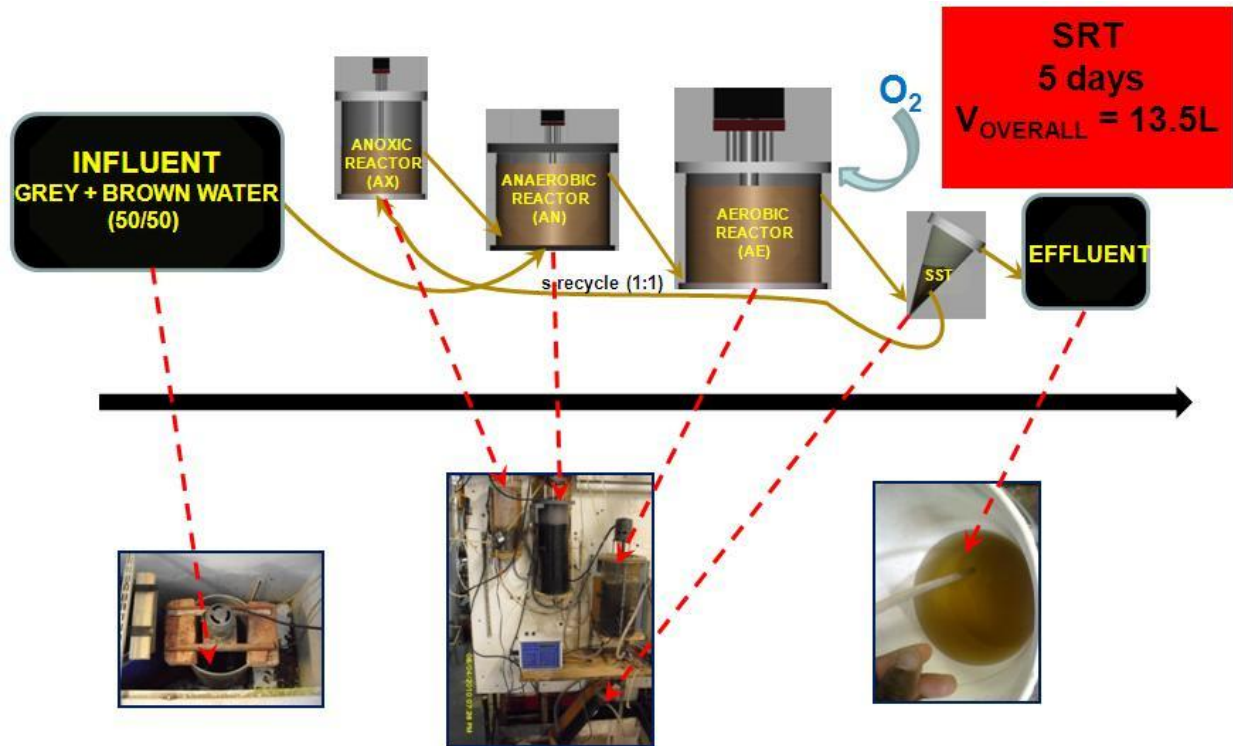 SRT
5 days
V_OVERALL = 13.5L
O₂
INFLUENT
GREY + BROWN WATER
(50/50)
ANOXIC
REACTOR
(AX)
ANAEROBIC
REACTOR
(AN)
AEROBIC
REACTOR
(AE)
SST
EFFLUENT
s recycle (1:1)